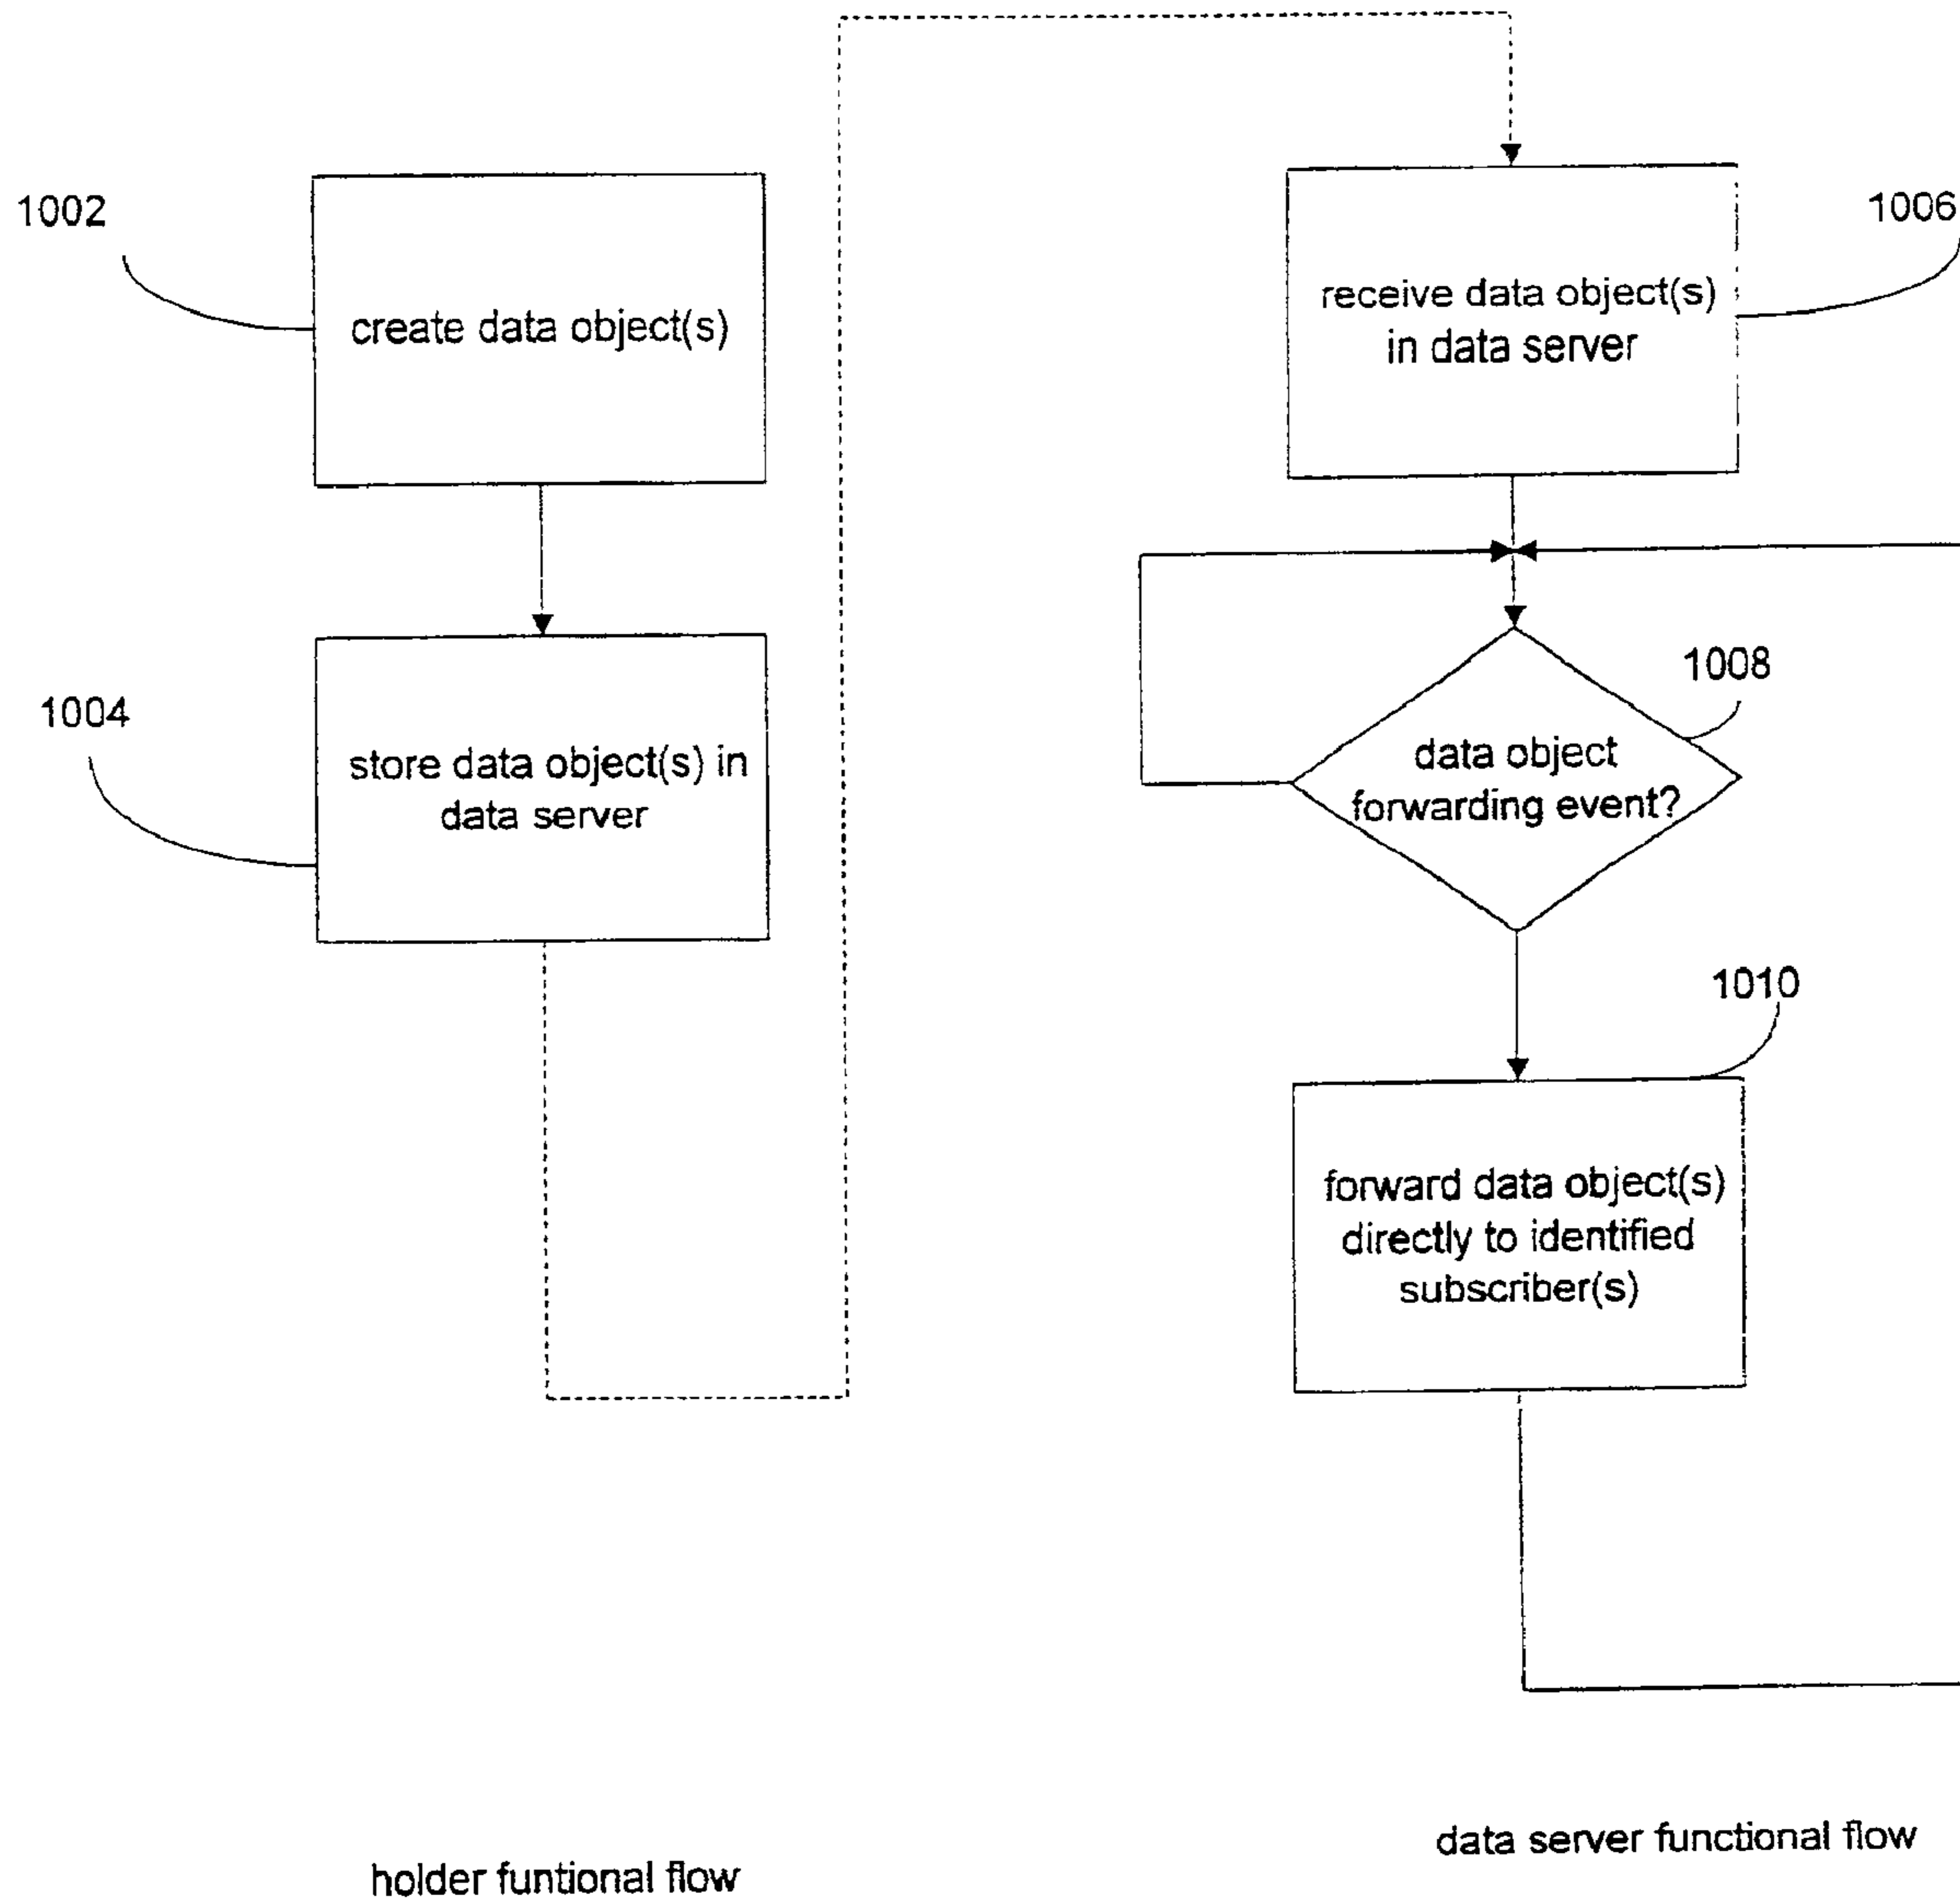 1002
create data object(s)
1004
store data object(s) in
data server
holder funtional flow
1006
receive data object(s)
in data server
1008
data object
forwarding event?
1010
forward data object(s)
directly to identified
subscriber(s)
data server functional flow